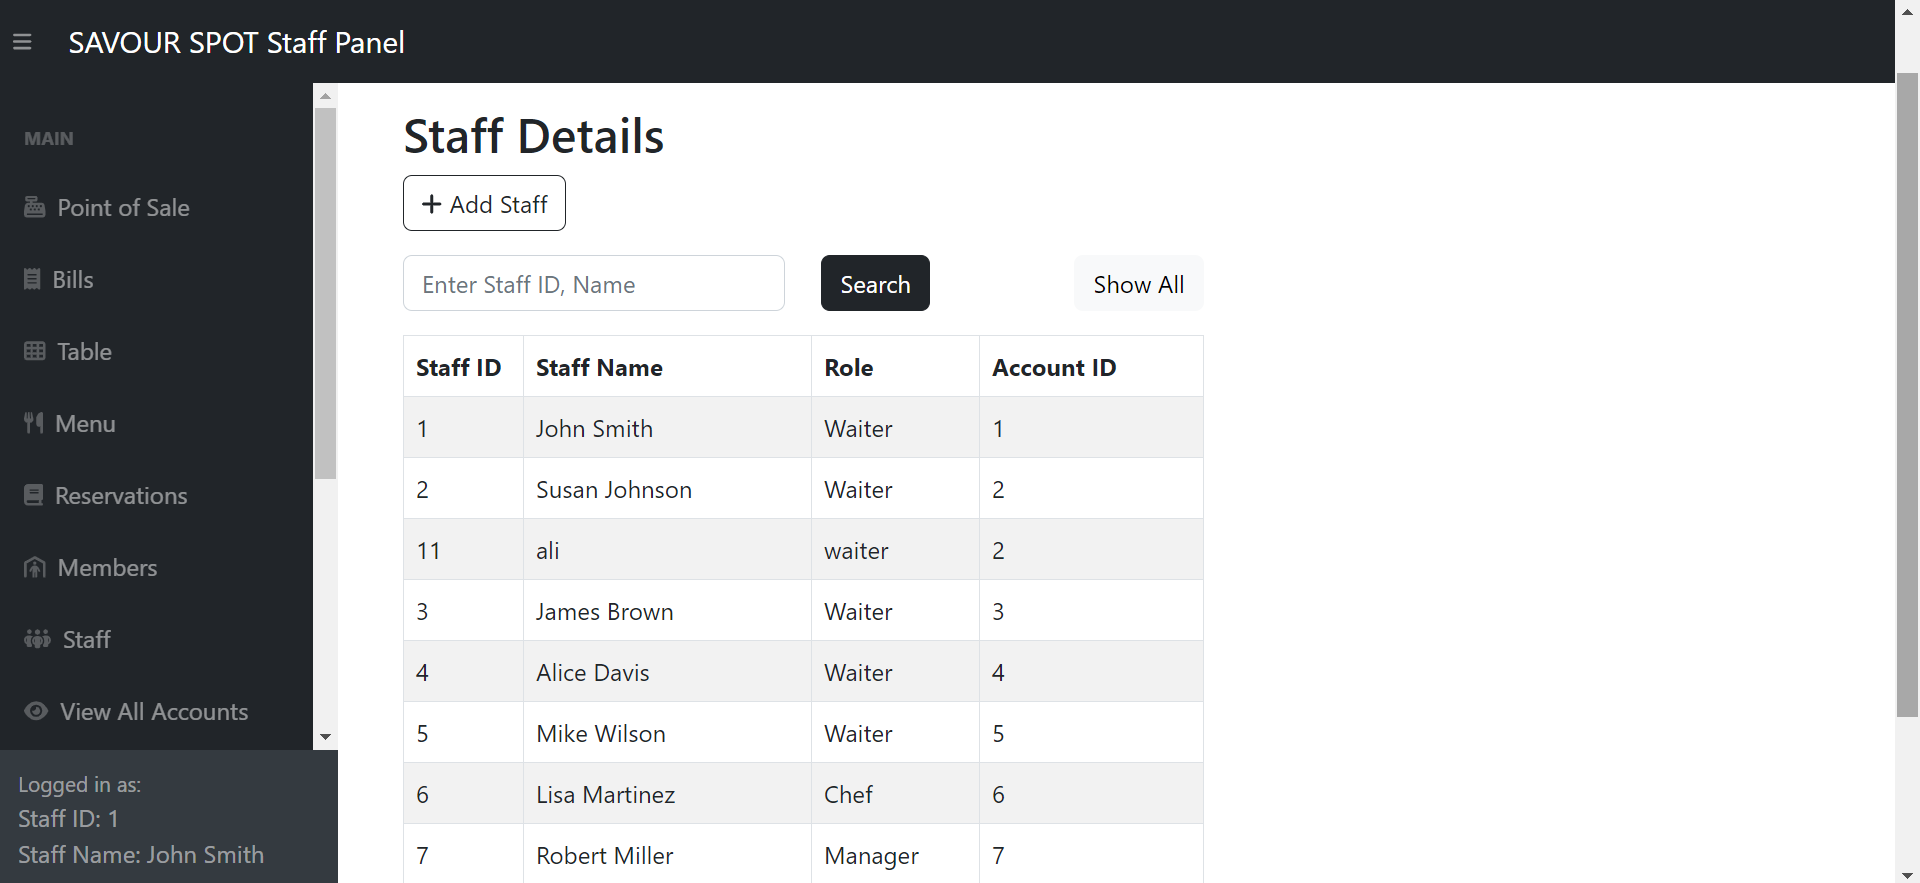 SAVOUR SPOT Staff Panel
MAIN
Point of Sale
Bills
Table
Menu
Reservations
Members
Staff
View All Accounts
Logged in as:
Staff ID: 1
Staff Name: John Smith
Staff Details
+ Add Staff
Enter Staff ID, Name Search Show All
Staff ID Staff Name Role Account ID
1 John Smith Waiter 1
2 Susan Johnson Waiter 2
11 ali waiter 2
3 James Brown Waiter 3
4 Alice Davis Waiter 4
5 Mike Wilson Waiter 5
6 Lisa Martinez Chef 6
7 Robert Miller Manager 7